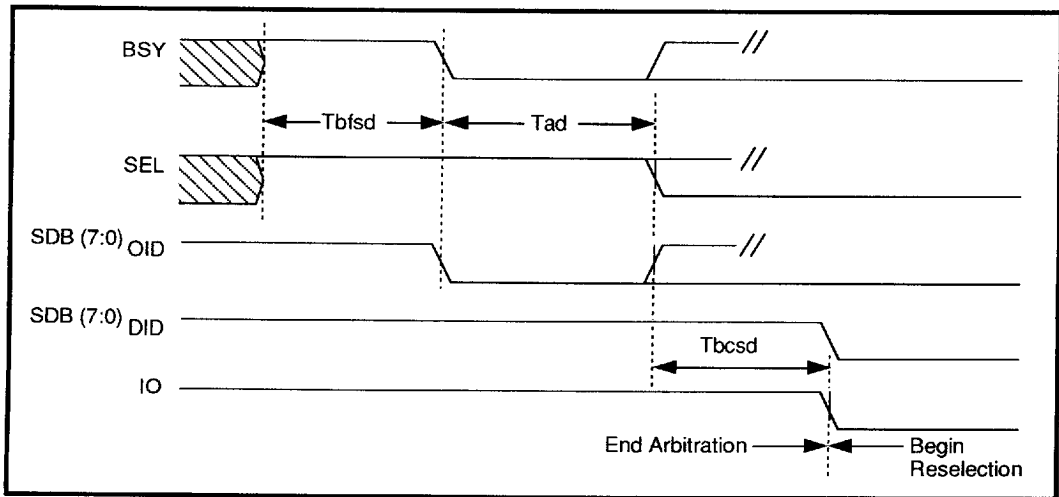 BSY
Tbfsd
Tad
SEL
SDB (7:0) OID
SDB (7:0) DID
Tbcsd
IO
End Arbitration
Begin
Reselection